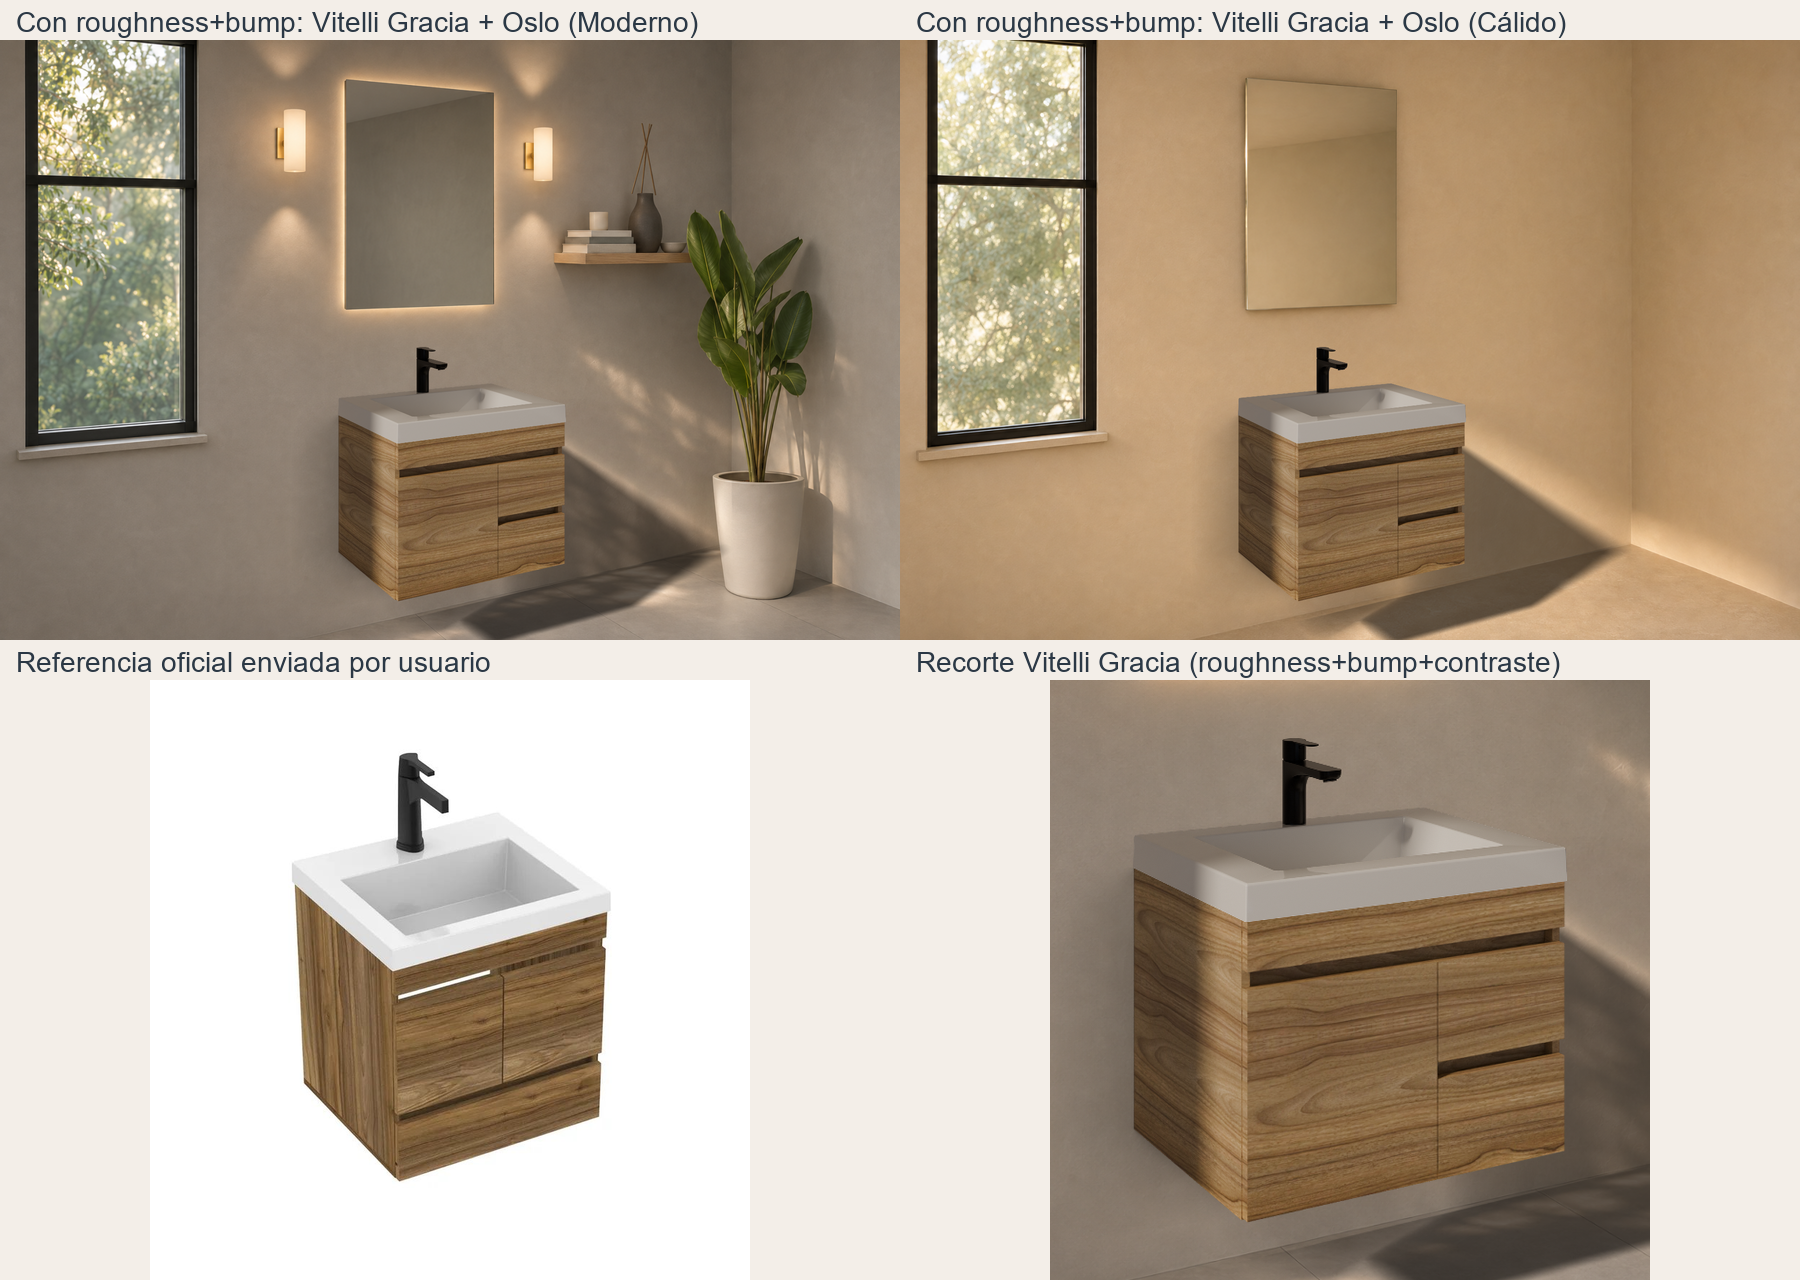 Con roughness+bump: Vitelli Gracia + Oslo (Moderno)
Con roughness+bump: Vitelli Gracia + Oslo (Cálido)
Referencia oficial enviada por usuario
Recorte Vitelli Gracia (roughness+bump+contraste)